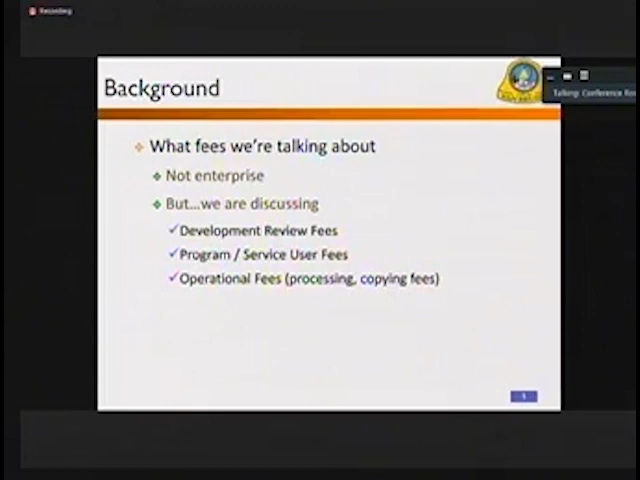 Recording
Background
Talking: Conference Ro
What fees we're talking about
Not enterprise
But...we are discussing
Development Review Fees
Program / Service User Fees
Operational Fees (processing, copying fees)